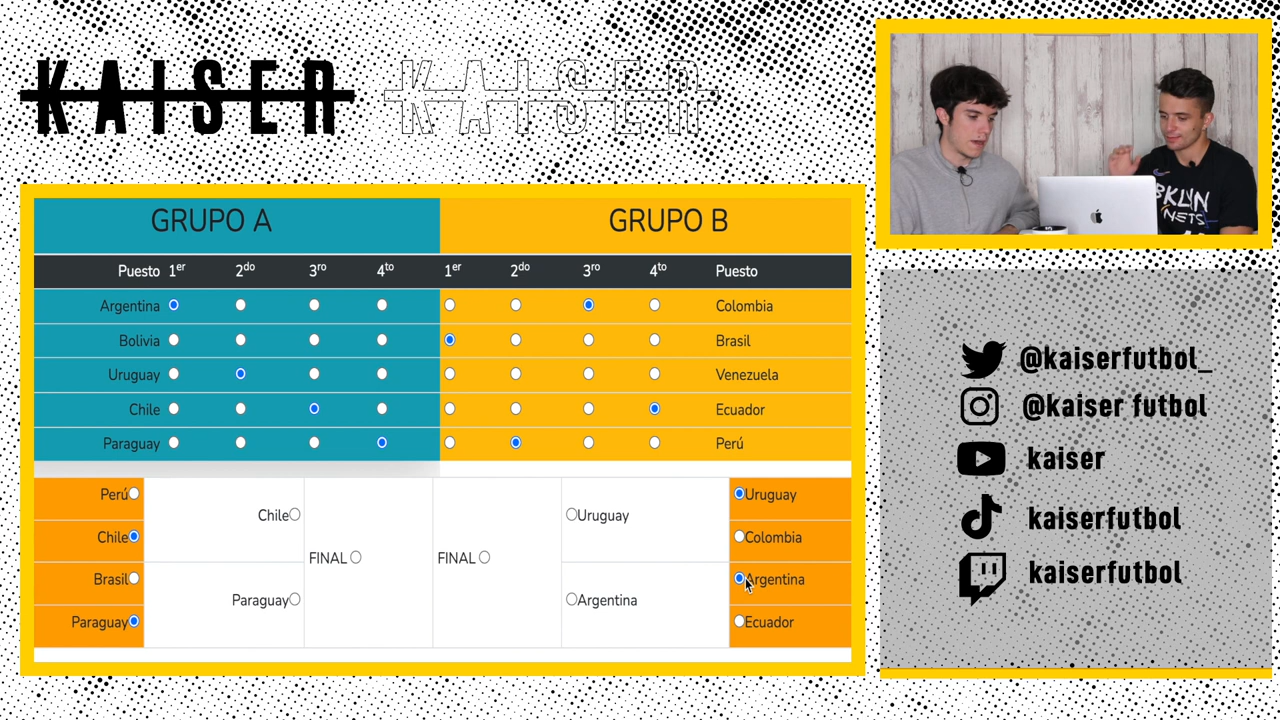 KAISER KAISER
GRUPO A GRUPO B
Puesto 1er 2do 3ro 4to 1er 2do 3ro 4to Puesto
Argentina Colombia
Bolivia Brasil
Uruguay Venezuela
Chile Ecuador
Paraguay Perú
Perú Uruguay
Chile Uruguay
Chile Colombia
FINAL FINAL
Brasil Argentina
Paraguay Argentina
Paraguay Ecuador
NETS
@kaiserfutbol_
@kaiser futbol
kaiser
kaiserfutbol
kaiserfutbol